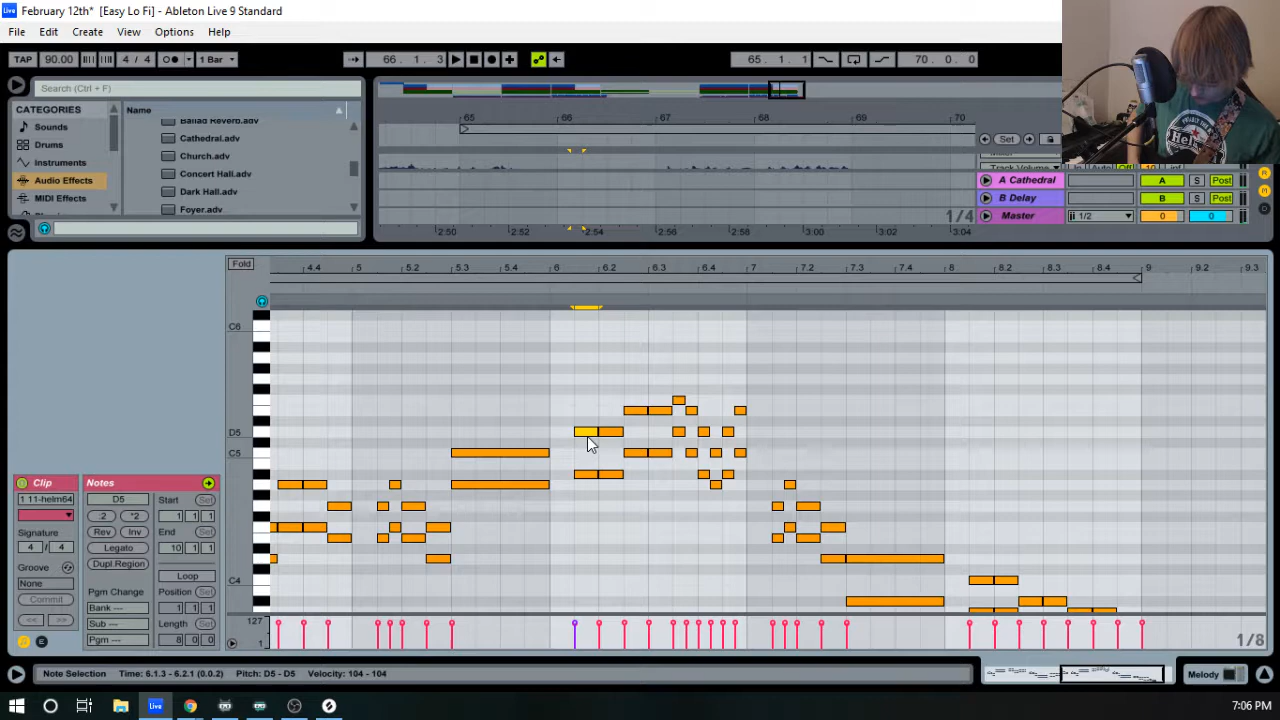 February 12th* [Easy Lo Fi] - Ableton Live 9 Standard
File Edit Create View Options Help
TAP 90.00 4 / 4 1 Bar 66. 1. 3 65. 1. 1 70. 0. 0
Search (Ctrl + F)
CATEGORIES Name
Sounds
Drums
Instruments
Audio Effects
MIDI Effects
Ballad Reverb.adv
Cathedral.adv
Church.adv
Concert Hall.adv
Dark Hall.adv
Foyer.adv
65 66 67 68 69 70
Set
A Cathedral A S Post
B Delay B S Post
Master 1/2 0 0
1/4
2:50 2:52 2:54 2:56 2:58 3:00 3:02 3:04
Fold 4.4 5 5.2 5.3 5.4 6 6.2 6.3 6.4 7 7.2 7.3 7.4 8 8.2 8.3 8.4 9 9.2 9.3
C6
D5
C5
C4
Clip Notes
1 11-helm64 D5 Start Set
:2 *2 1 1 1
Signature Rev Inv End Set
4 / 4 Legato 10 1 1
Groove Dupl Region Loop
None Pgm Change Position Set
Commit Bank --- 1 1 1
<< >> Sub --- Length Set
Pgm --- 8 0 0
127
1
1/8
Note Selection Time: 6.1.3 - 6.2.1 (0.0.2) Pitch: D5 - D5 Velocity: 104 - 104
Melody
7:06 PM